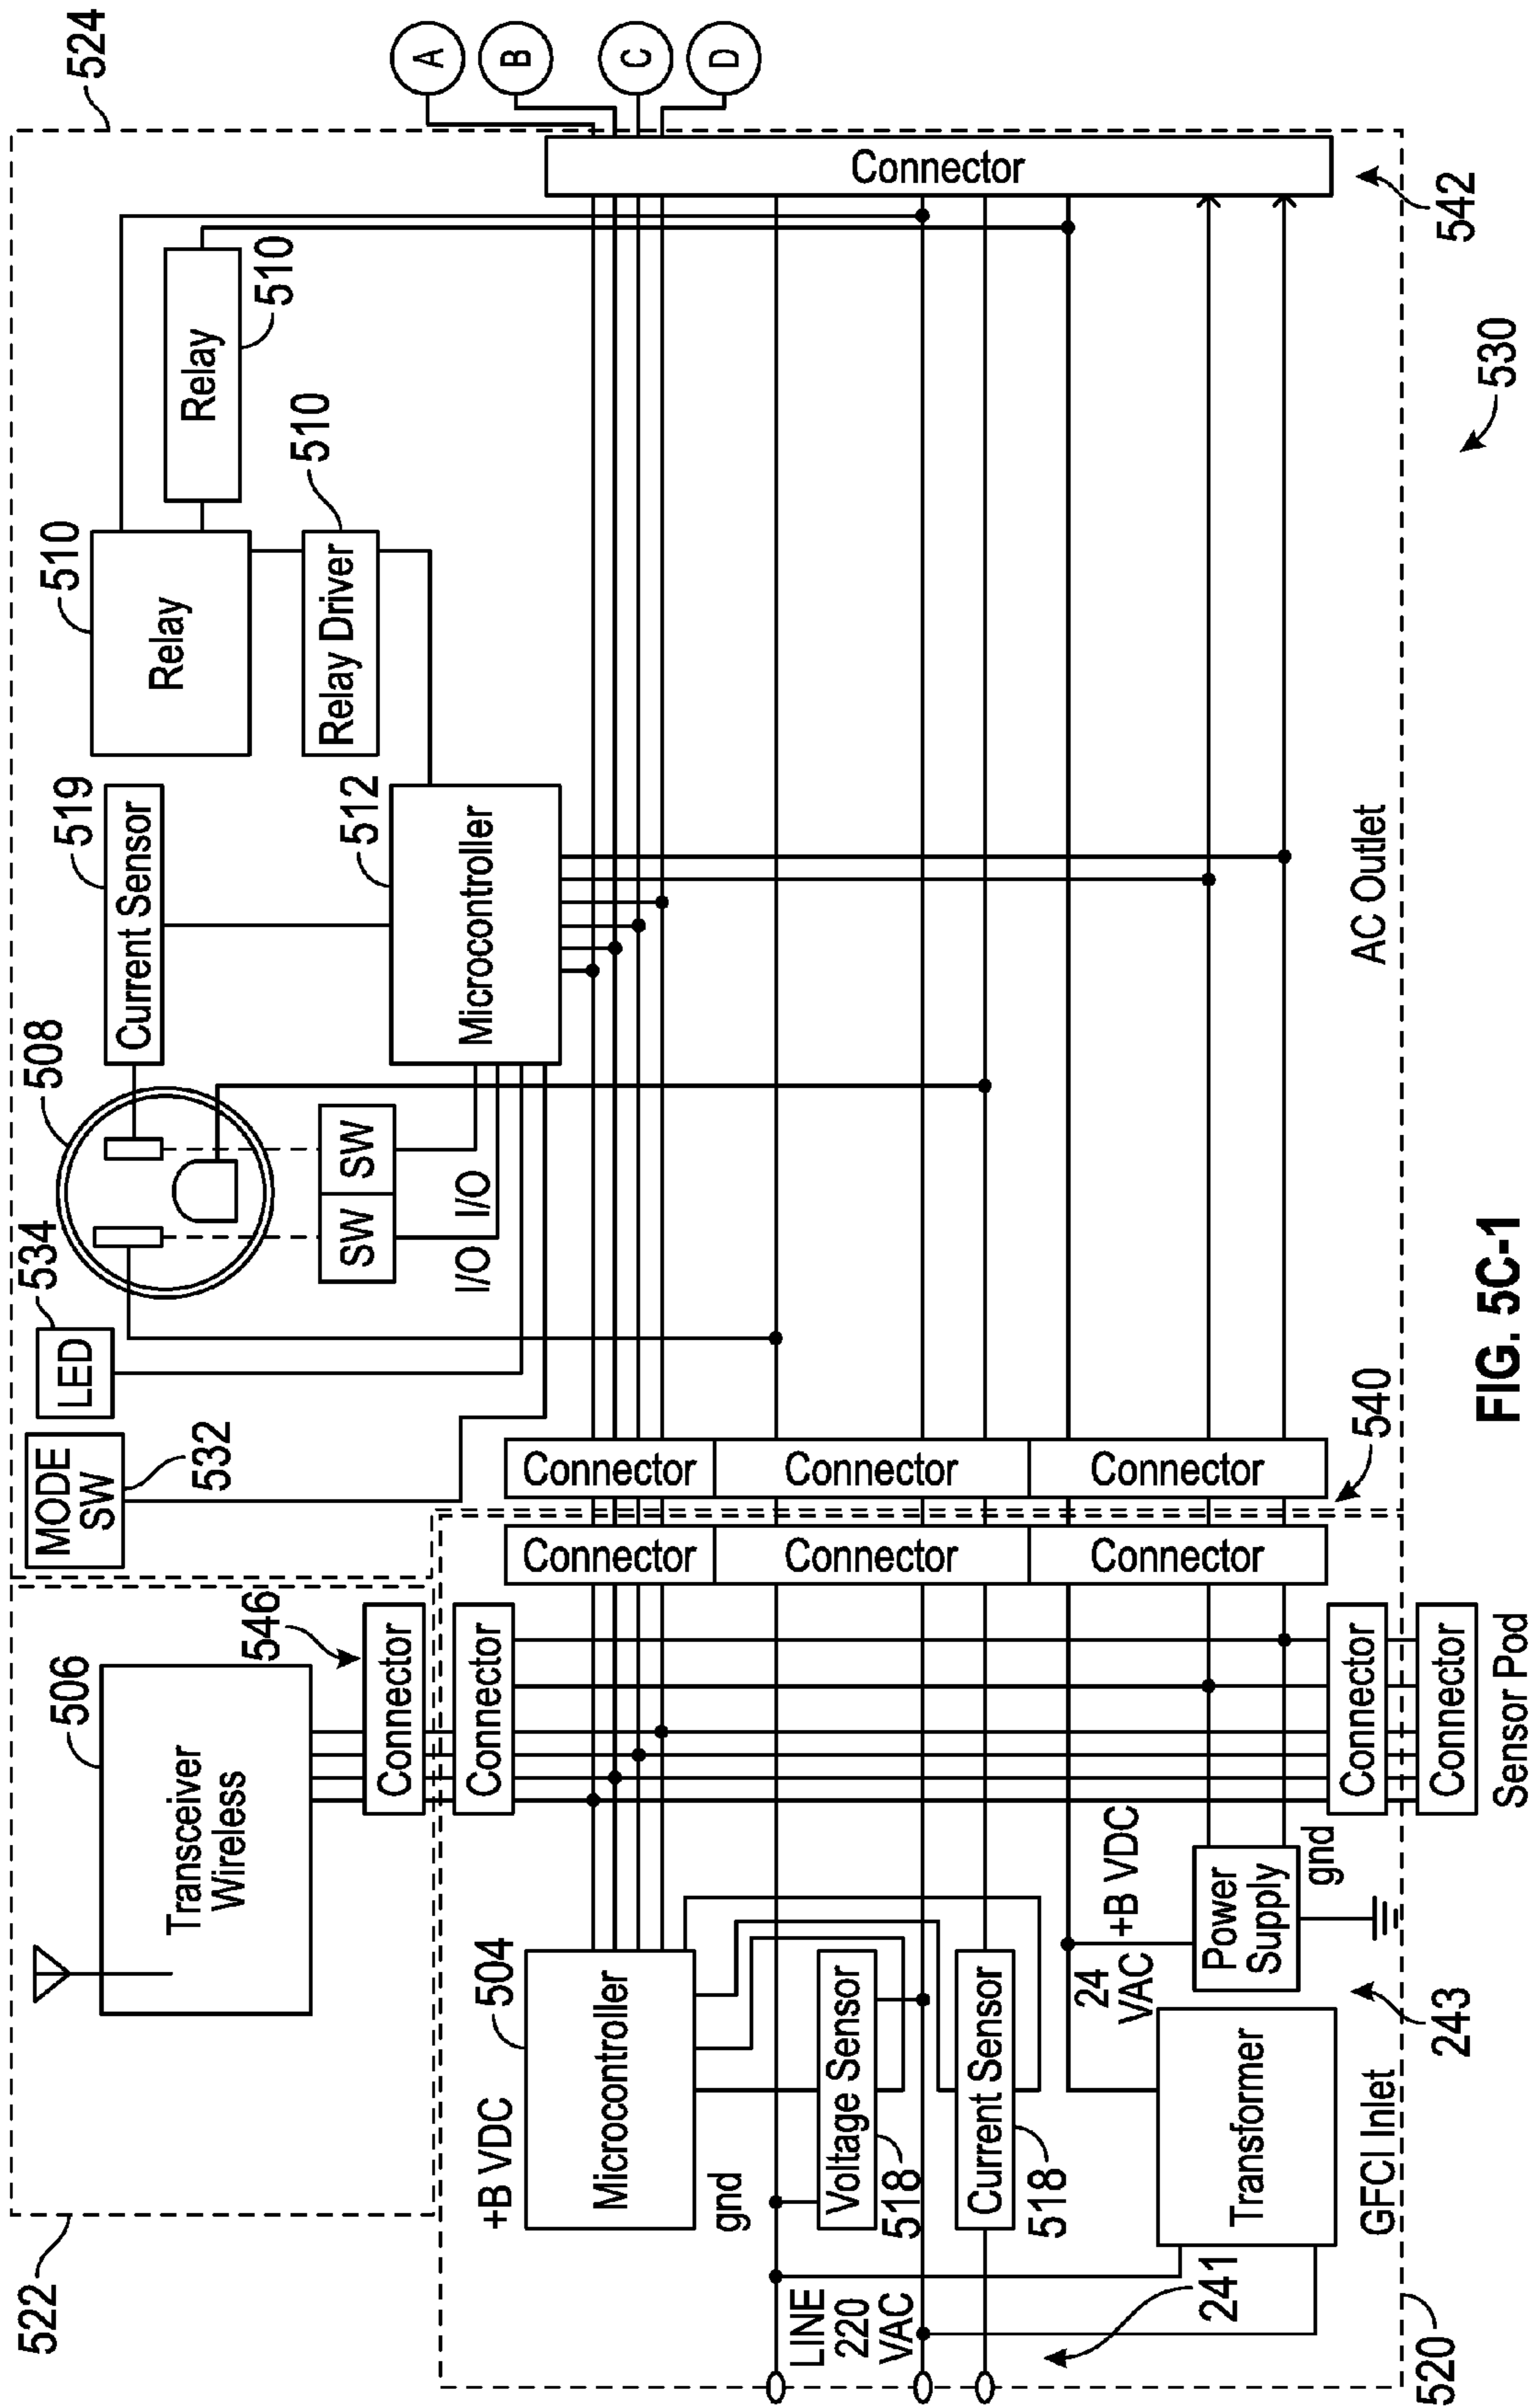 522
506
Transceiver
Wireless
546
Connector
Connector
MODE
SW
532
LED
534
508
SW
SW
I/O
I/O
Current Sensor
519
Microcontroller
512
Relay
510
Relay Driver
510
Relay
510
524
A
B
C
D
Connector
542
+B VDC
504
Microcontroller
gnd
Voltage Sensor
518
Current Sensor
518
LINE
220
VAC
241
Transformer
24
VAC
+B VDC
Power
Supply
gnd
243
GFCI Inlet
520
Connector
Connector
Connector
Connector
Connector
Connector
540
Connector
Connector
Sensor Pod
AC Outlet
530
FIG. 5C-1